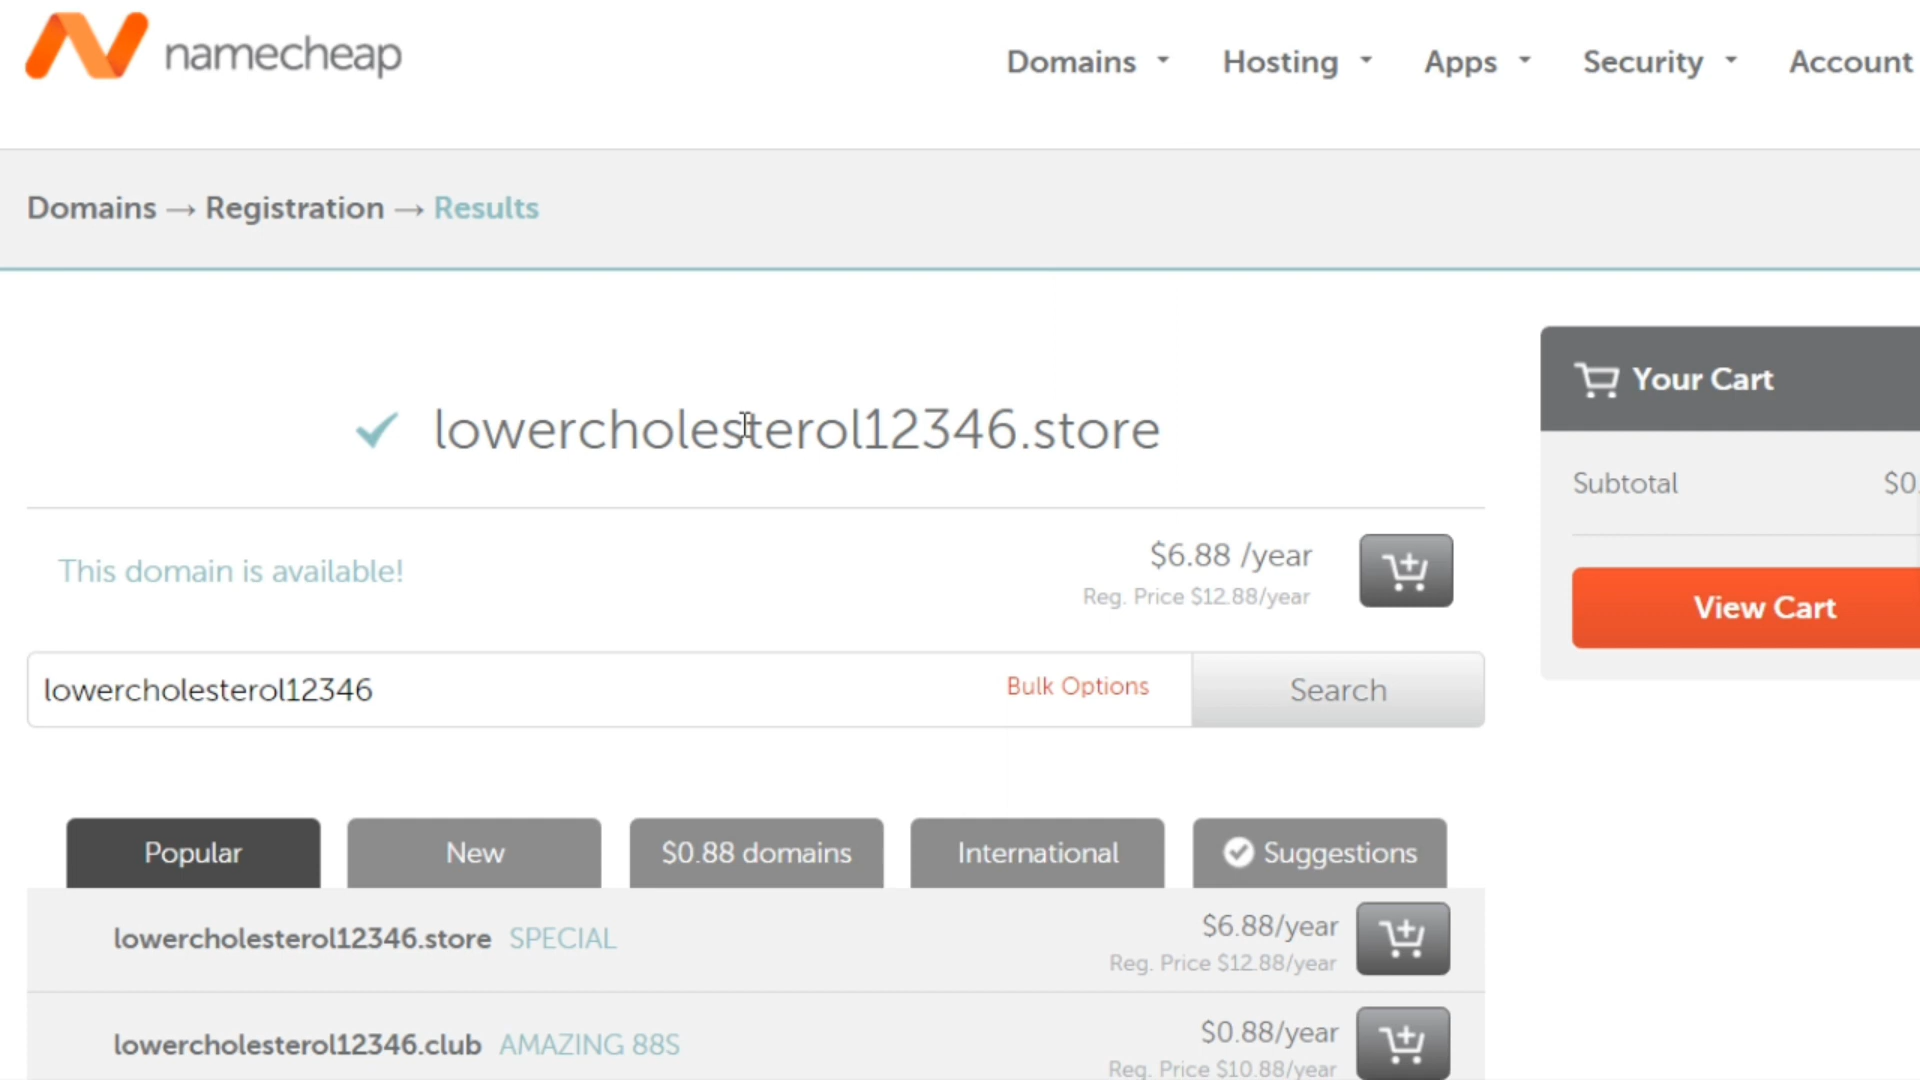 namecheap
Domains Hosting Apps Security Account
Domains → Registration → Results
lowercholesterol12346.store
Your Cart
Subtotal $0.
This domain is available!
$6.88 /year
Reg. Price $12.88/year
View Cart
lowercholesterol12346 Bulk Options Search
Popular New $0.88 domains International Suggestions
lowercholesterol12346.store SPECIAL $6.88/year
Reg. Price $12.88/year
lowercholesterol12346.club AMAZING 88S $0.88/year
Reg. Price $10.88/year